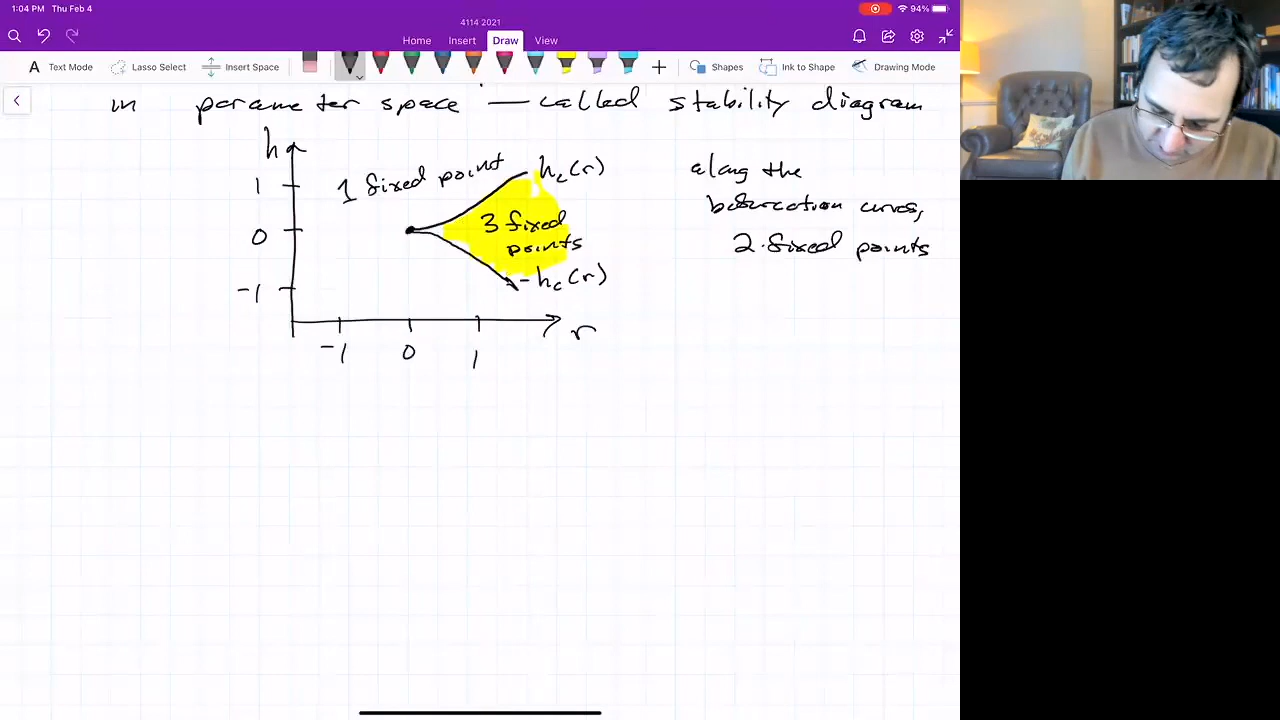 1:04 PM Thu Feb 4
94%
4114 2021
Home Insert Draw View
Text Mode Lasso Select Insert Space Shapes Ink to Shape Drawing Mode
in parameter space — called stability diagram
h
1 fixed point
hc(r)
1
0
-1
3 fixed
points
-hc(r)
-1 0 1
r
along the
bifurcation curves,
2 fixed points